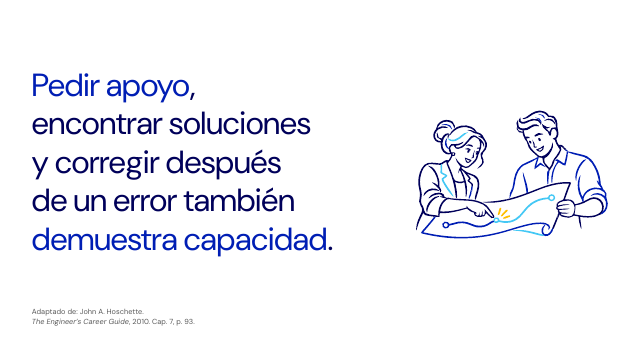 Pedir apoyo,
encontrar soluciones
y corregir después
de un error también
demuestra capacidad.
Adaptado de: John A. Hoschette.
The Engineer's Career Guide, 2010. Cap. 7, p. 93.